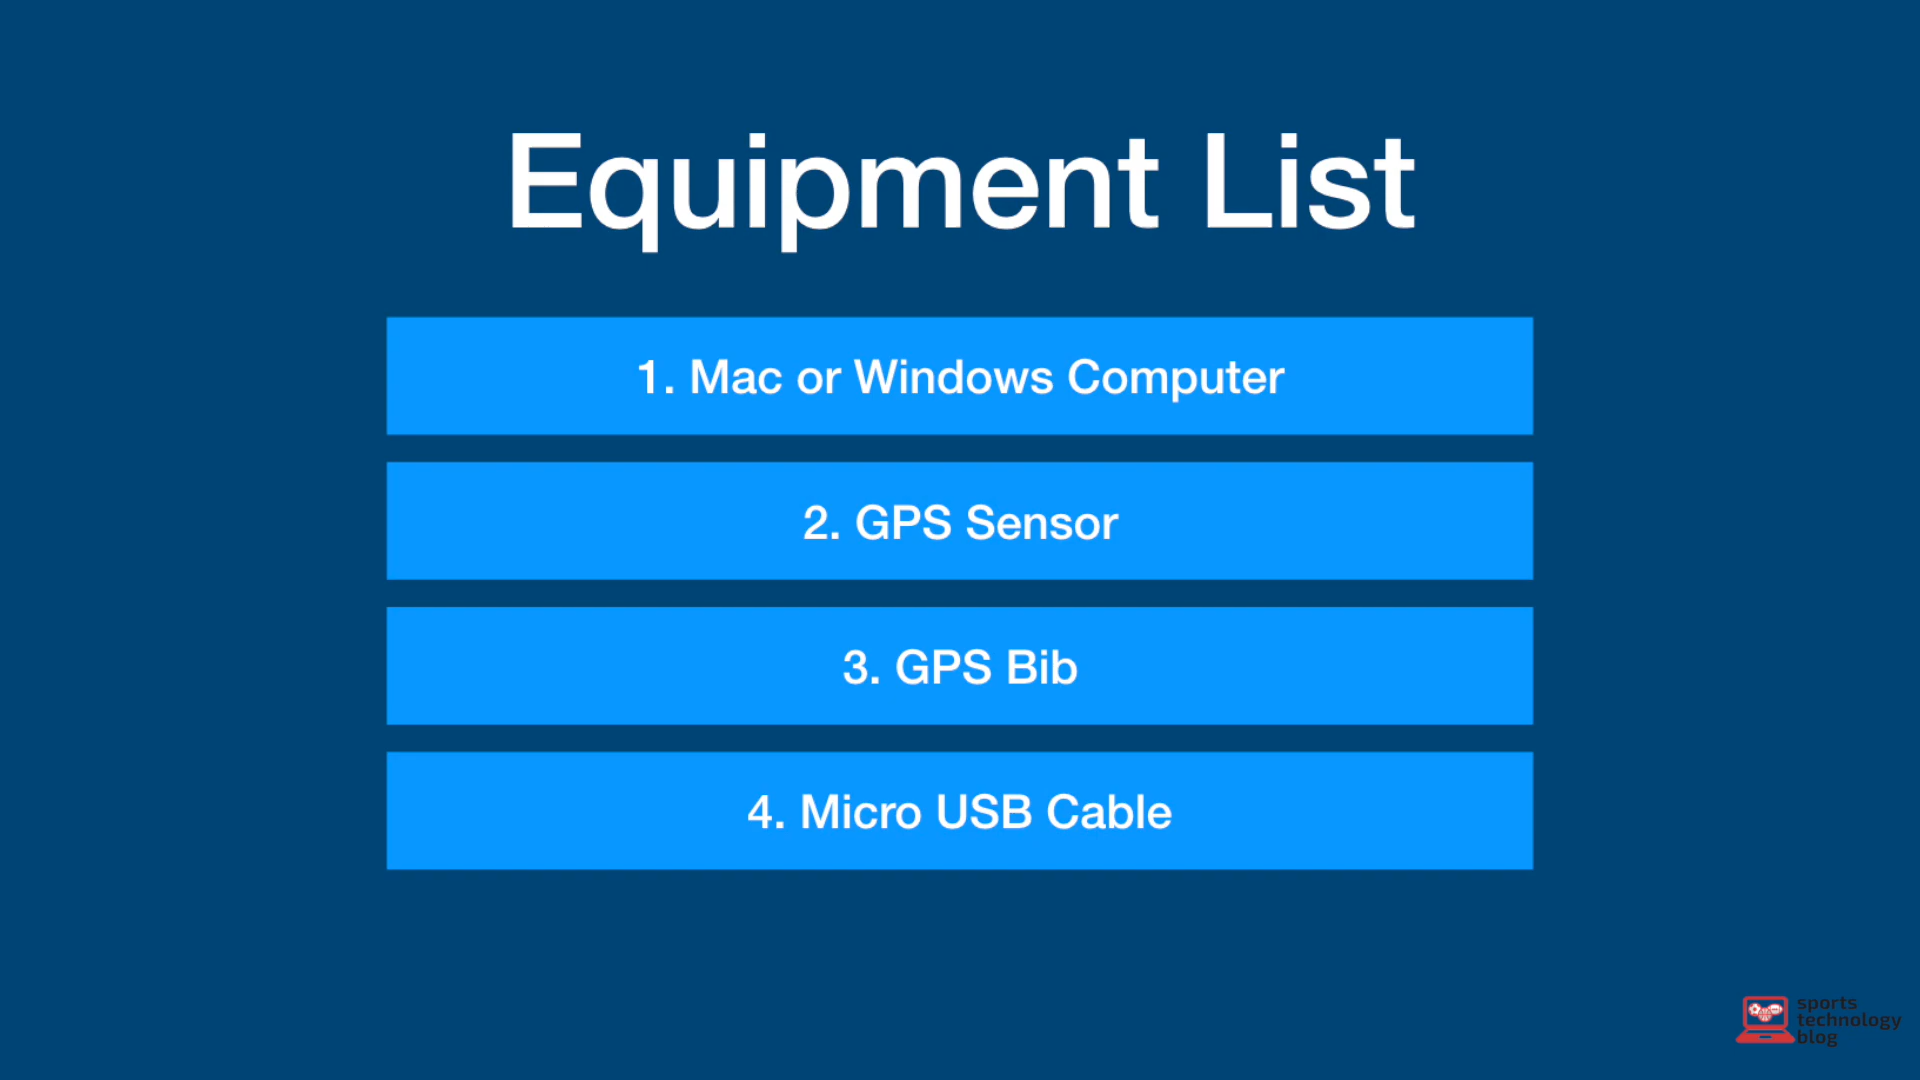 Equipment List
1. Mac or Windows Computer
2. GPS Sensor
3. GPS Bib
4. Micro USB Cable
sports
technology
blog